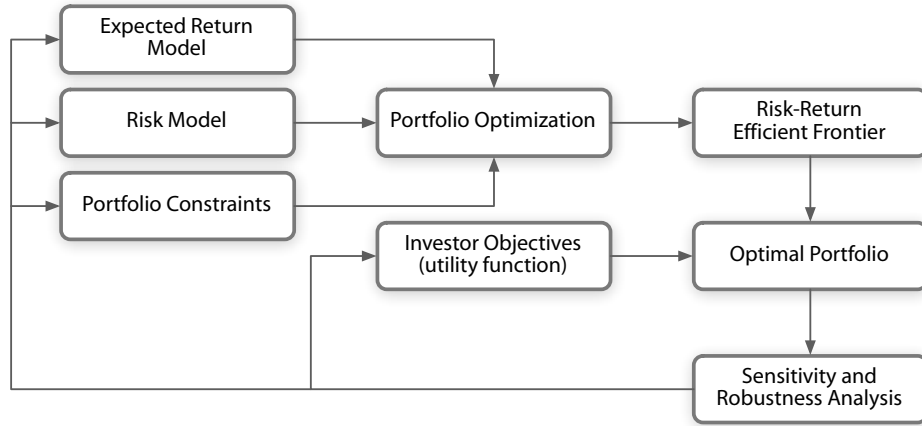 Expected Return
Model
Risk Model
Portfolio Optimization
Risk-Return
Efficient Frontier
Portfolio Constraints
Investor Objectives
(utility function)
Optimal Portfolio
Sensitivity and
Robustness Analysis